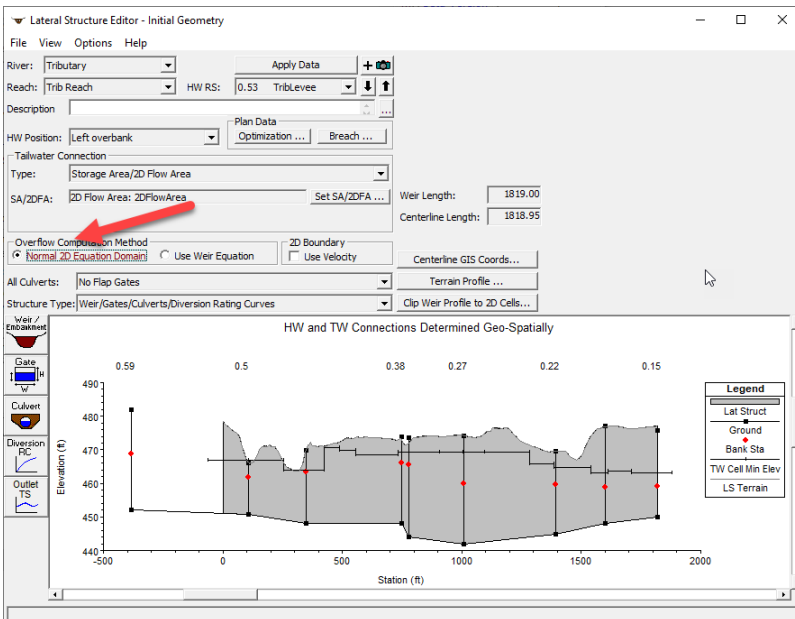 Lateral Structure Editor - Initial Geometry
File View Options Help
River: Tributary Apply Data
Reach: Trib Reach HW RS: 0.53 TribLevee
Description ...
Plan Data
HW Position: Left overbank Optimization ... Breach ...
Tailwater Connection
Type: Storage Area/2D Flow Area
SA/2DFA: 2D Flow Area: 2DFlowArea Set SA/2DFA ...
Weir Length: 1819.00
Centerline Length: 1818.95
Overflow Computation Method
Normal 2D Equation Domain Use Weir Equation
2D Boundary
Use Velocity
Centerline GIS Coords...
All Culverts: No Flap Gates Terrain Profile ...
Structure Type: Weir/Gates/Culverts/Diversion Rating Curves Clip Weir Profile to 2D Cells...
Weir /
Embankment
Gate
H
W
Culvert
Diversion
RC
Outlet
TS
HW and TW Connections Determined Geo-Spatially
0.59 0.5 0.38 0.27 0.22 0.15
490
480
470
460
450
440
Elevation (ft)
-500 0 500 1000 1500 2000
Station (ft)
Legend
Lat Struct
Ground
Bank Sta
TW Cell Min Elev
LS Terrain